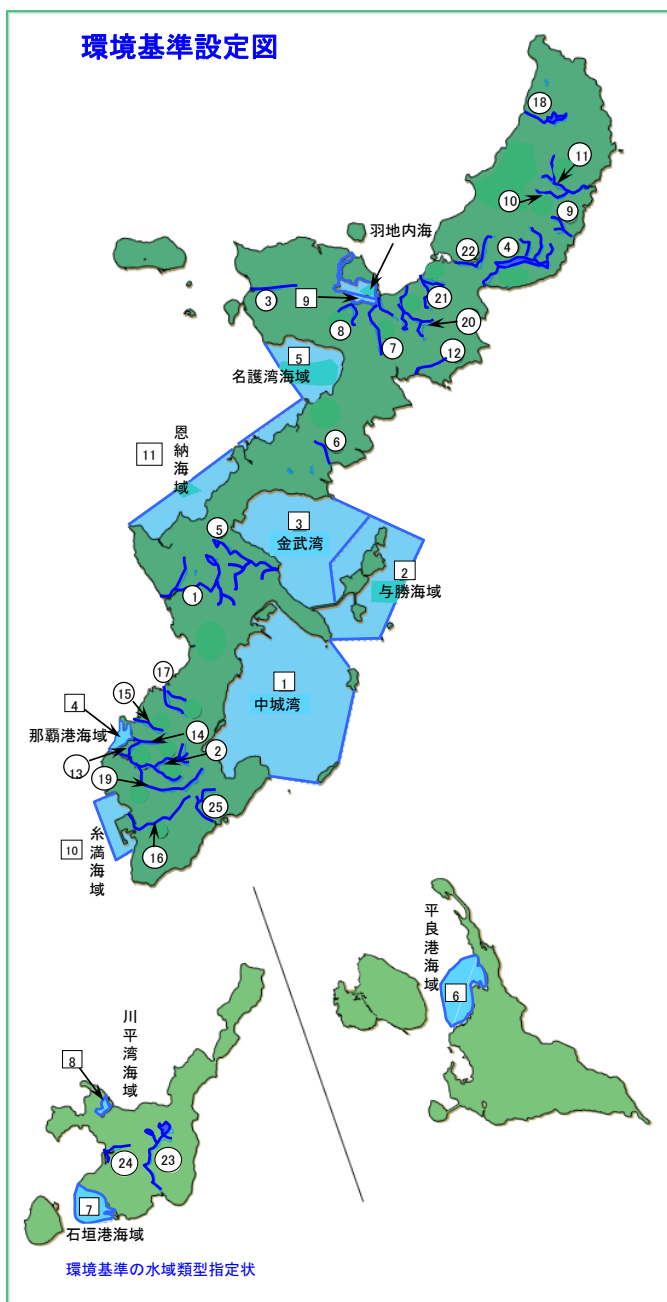 環境基準設定図
18
11
10
9
羽地内海
22
4
3
9
21
8
20
7
12
5
名護湾海域
6
11
恩納海域
5
3
金武湾
2
与勝海域
1
17
1
中城湾
15
4
14
那覇港海域
2
13
19
25
10
糸満海域
16
平良港海域
6
川平湾海域
8
24
23
7
石垣港海域
環境基準の水域類型指定状